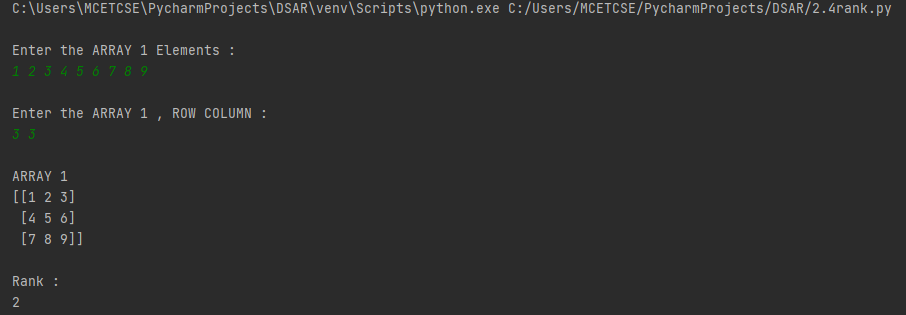 C:\Users\MCETCSE\PycharmProjects\DSAR\venv\Scripts\python.exe C:/Users/MCETCSE/PycharmProjects/DSAR/2.4rank.py
Enter the ARRAY 1 Elements :
1 2 3 4 5 6 7 8 9
Enter the ARRAY 1 , ROW COLUMN :
3 3
ARRAY 1
[[1 2 3]
 [4 5 6]
 [7 8 9]]
Rank :
2